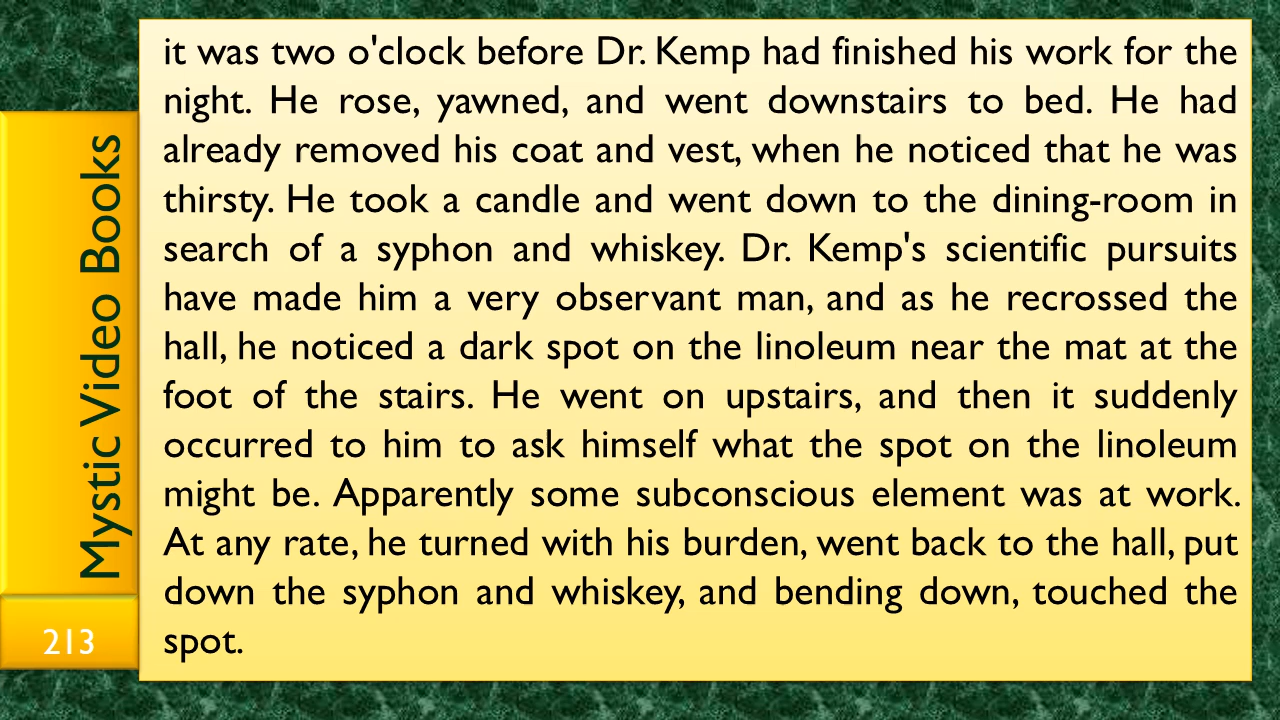 it was two o'clock before Dr. Kemp had finished his work for the
night. He rose, yawned, and went downstairs to bed. He had
already removed his coat and vest, when he noticed that he was
thirsty. He took a candle and went down to the dining-room in
search of a syphon and whiskey. Dr. Kemp's scientific pursuits
have made him a very observant man, and as he recrossed the
hall, he noticed a dark spot on the linoleum near the mat at the
foot of the stairs. He went on upstairs, and then it suddenly
occurred to him to ask himself what the spot on the linoleum
might be. Apparently some subconscious element was at work.
At any rate, he turned with his burden, went back to the hall, put
down the syphon and whiskey, and bending down, touched the
spot.
Mystic Video Books
213